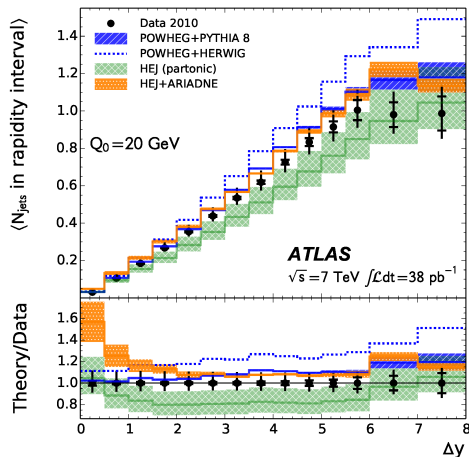 ⟨N_jets in rapidity interval⟩
1.4
1.2
1.0
0.8
0.6
0.4
0.2
Data 2010
POWHEG+PYTHIA 8
POWHEG+HERWIG
HEJ (partonic)
HEJ+ARIADNE
Q₀=20 GeV
ATLAS
√s=7 TeV ∫ℒdt=38 pb⁻¹
Theory/Data
1.6
1.4
1.2
1.0
0.8
0 1 2 3 4 5 6 7 8
Δy